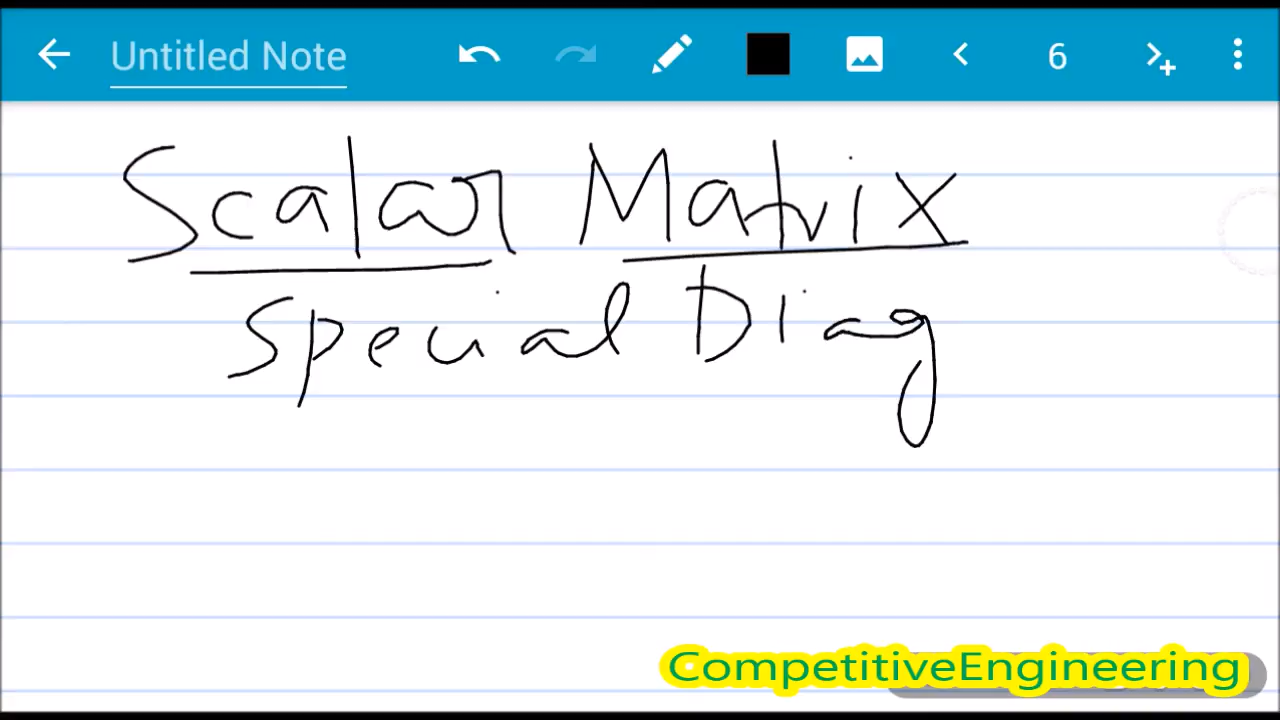 Untitled Note 6
Scalar Matrix
Special Diag
CompetitiveEngineering